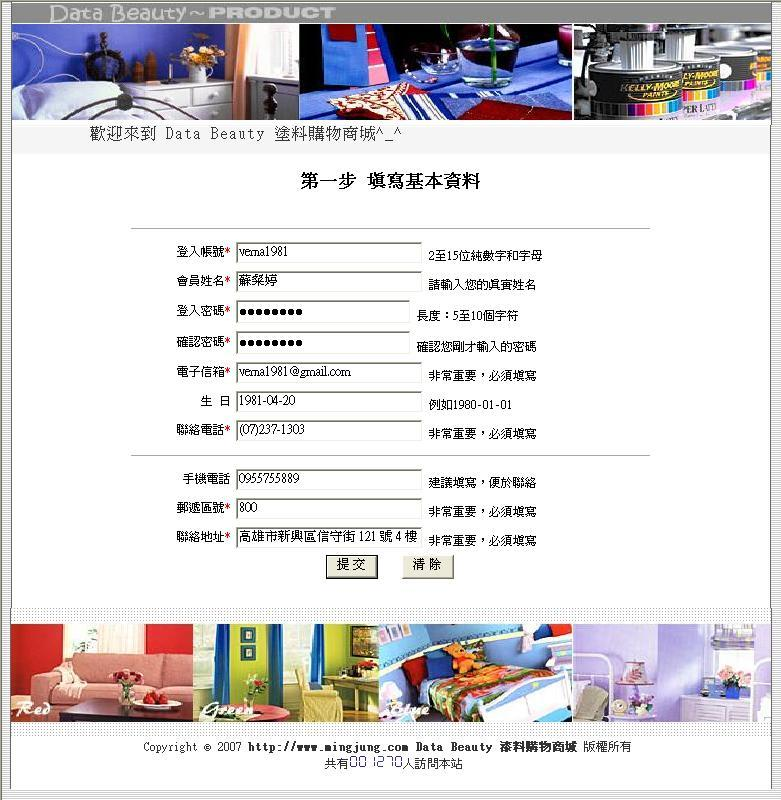 Data Beauty～PRODUCT
KELLY-MOORE
PAINTS
歡迎來到 Data Beauty 塗料購物商城^_^
第一步 填寫基本資料
登入帳號* verna1981 2至15位純數字和字母
會員姓名* 蘇粲婷 請輸入您的真實姓名
登入密碼* ●●●●●●●● 長度：5至10個字符
確認密碼* ●●●●●●●● 確認您剛才輸入的密碼
電子信箱* verna1981@gmail.com 非常重要，必須填寫
生 日 1981-04-20 例如1980-01-01
聯絡電話* (07)237-1303 非常重要，必須填寫
手機電話 0955755889 建議填寫，便於聯絡
郵遞區號* 800 非常重要，必須填寫
聯絡地址* 高雄市新興區信守街 121 號 4 樓 非常重要，必須填寫
提 交 清 除
Red Green Blue
Copyright © 2007 http://www.mingjung.com Data Beauty 漆料購物商城 版權所有
共有001270人訪問本站